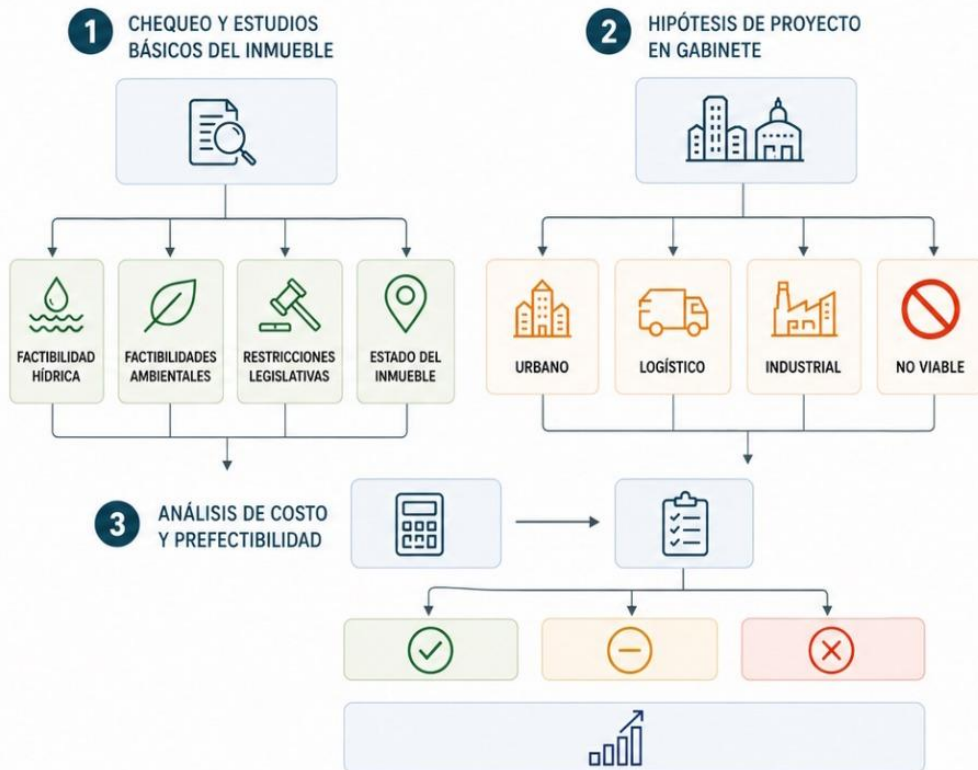 1
CHEQUEO Y ESTUDIOS
BÁSICOS DEL INMUEBLE
2
HIPÓTESIS DE PROYECTO
EN GABINETE
FACTIBILIDAD
HÍDRICA
FACTIBILIDADES
AMBIENTALES
RESTRICCIONES
LEGISLATIVAS
ESTADO DEL
INMUEBLE
URBANO
LOGÍSTICO
INDUSTRIAL
NO VIABLE
3
ANÁLISIS DE COSTO
Y PREFECTIBILIDAD